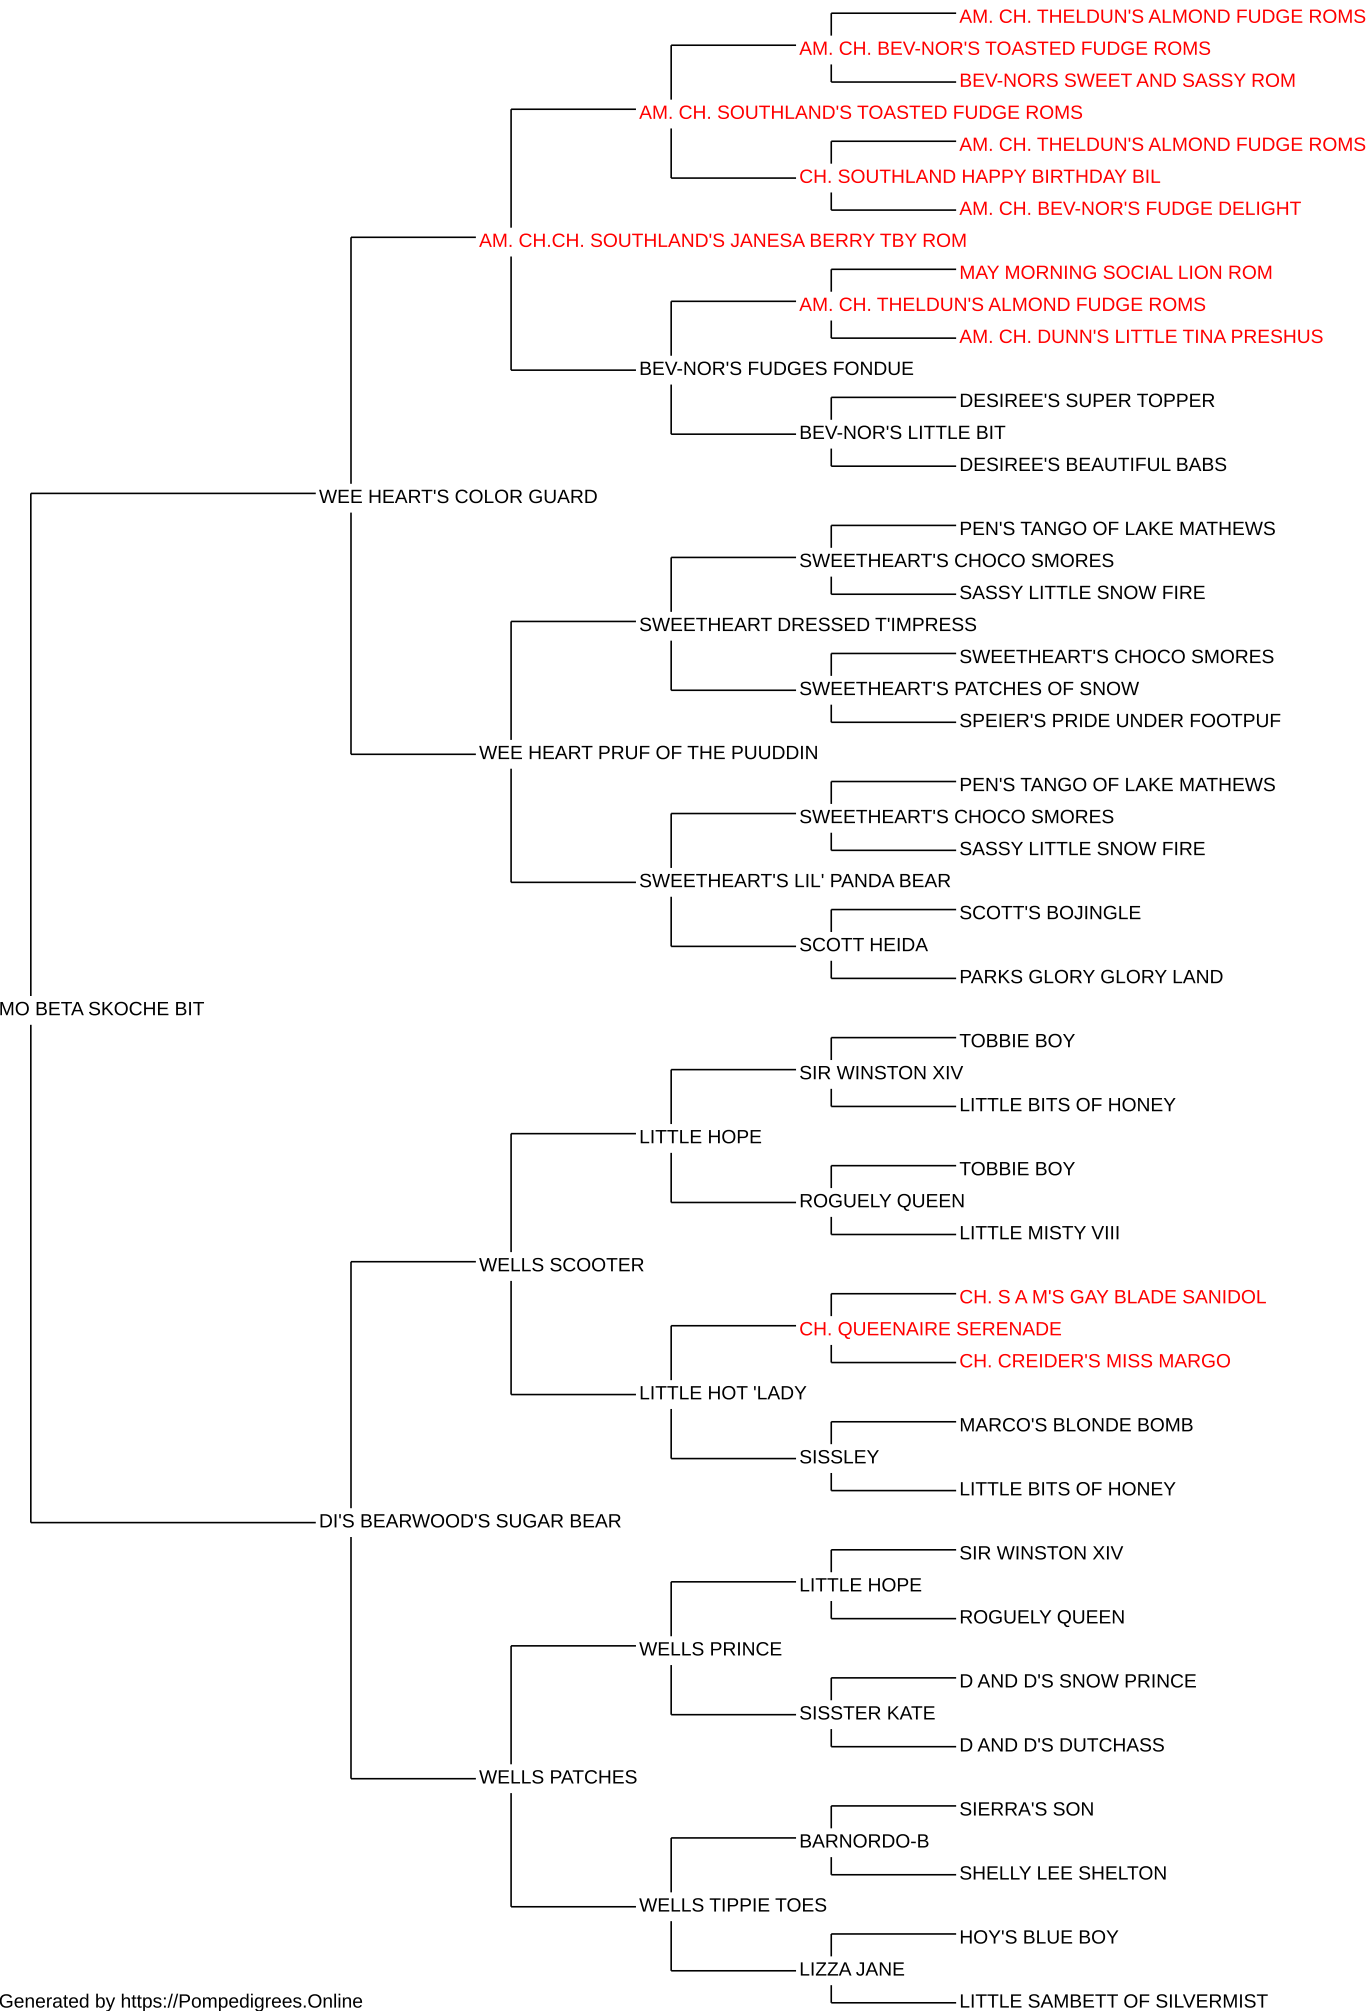 AM. CH. THELDUN'S ALMOND FUDGE ROMS
AM. CH. BEV-NOR'S TOASTED FUDGE ROMS
BEV-NORS SWEET AND SASSY ROM
AM. CH. SOUTHLAND'S TOASTED FUDGE ROMS
AM. CH. THELDUN'S ALMOND FUDGE ROMS
CH. SOUTHLAND HAPPY BIRTHDAY BIL
AM. CH. BEV-NOR'S FUDGE DELIGHT
AM. CH.CH. SOUTHLAND'S JANESA BERRY TBY ROM
MAY MORNING SOCIAL LION ROM
AM. CH. THELDUN'S ALMOND FUDGE ROMS
AM. CH. DUNN'S LITTLE TINA PRESHUS
BEV-NOR'S FUDGES FONDUE
DESIREE'S SUPER TOPPER
BEV-NOR'S LITTLE BIT
DESIREE'S BEAUTIFUL BABS
WEE HEART'S COLOR GUARD
PEN'S TANGO OF LAKE MATHEWS
SWEETHEART'S CHOCO SMORES
SASSY LITTLE SNOW FIRE
SWEETHEART DRESSED T'IMPRESS
SWEETHEART'S CHOCO SMORES
SWEETHEART'S PATCHES OF SNOW
SPEIER'S PRIDE UNDER FOOTPUF
WEE HEART PRUF OF THE PUUDDIN
PEN'S TANGO OF LAKE MATHEWS
SWEETHEART'S CHOCO SMORES
SASSY LITTLE SNOW FIRE
SWEETHEART'S LIL' PANDA BEAR
SCOTT'S BOJINGLE
SCOTT HEIDA
PARKS GLORY GLORY LAND
MO BETA SKOCHE BIT
TOBBIE BOY
SIR WINSTON XIV
LITTLE BITS OF HONEY
LITTLE HOPE
TOBBIE BOY
ROGUELY QUEEN
LITTLE MISTY VIII
WELLS SCOOTER
CH. S A M'S GAY BLADE SANIDOL
CH. QUEENAIRE SERENADE
CH. CREIDER'S MISS MARGO
LITTLE HOT 'LADY
MARCO'S BLONDE BOMB
SISSLEY
LITTLE BITS OF HONEY
DI'S BEARWOOD'S SUGAR BEAR
SIR WINSTON XIV
LITTLE HOPE
ROGUELY QUEEN
WELLS PRINCE
D AND D'S SNOW PRINCE
SISSTER KATE
D AND D'S DUTCHASS
WELLS PATCHES
SIERRA'S SON
BARNORDO-B
SHELLY LEE SHELTON
WELLS TIPPIE TOES
HOY'S BLUE BOY
LIZZA JANE
LITTLE SAMBETT OF SILVERMIST
Generated by https://Pompedigrees.Online